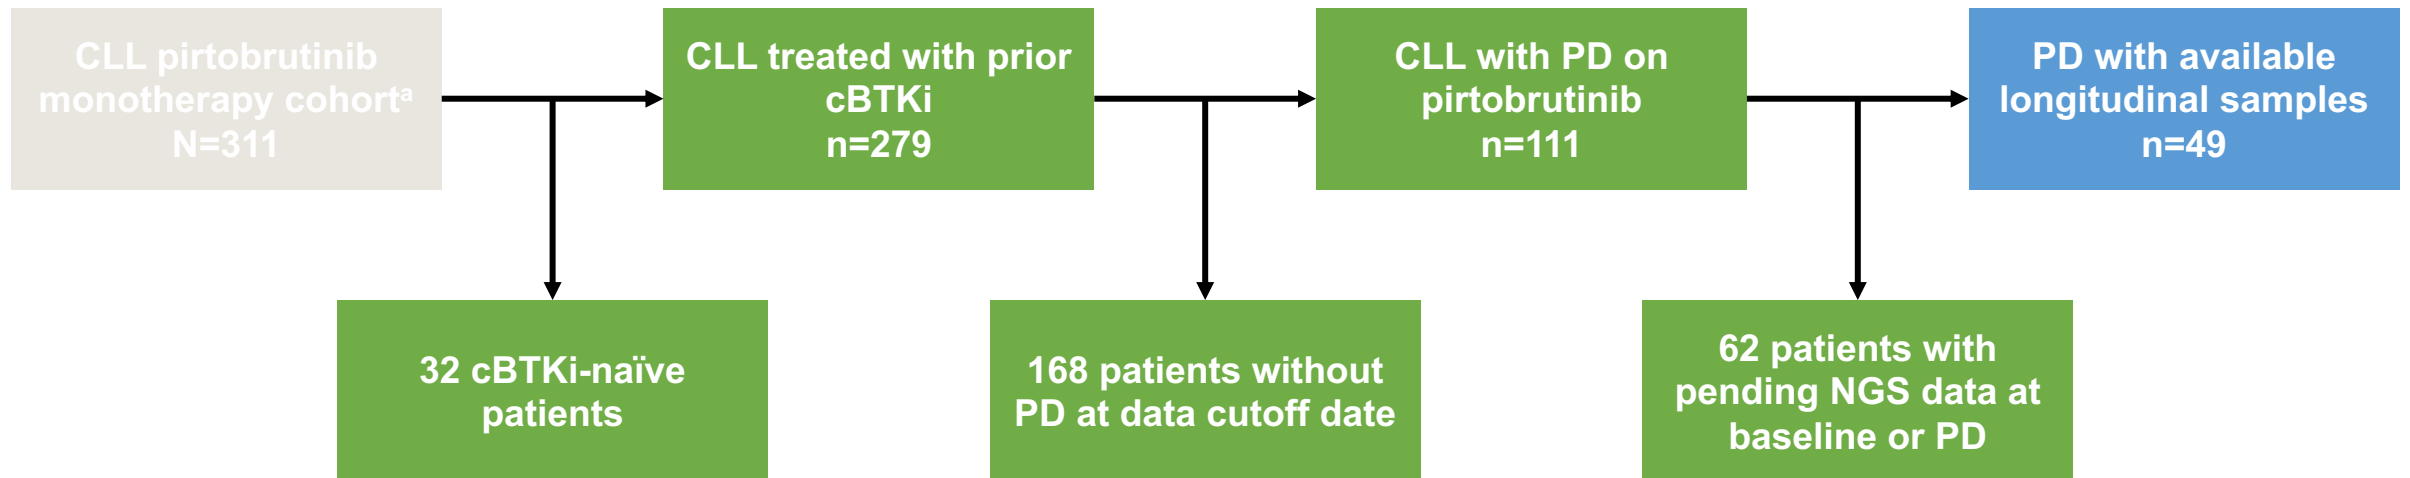 CLL pirtobrutinib
monotherapy cohortᵃ
N=311
CLL treated with prior
cBTKi
n=279
CLL with PD on
pirtobrutinib
n=111
PD with available
longitudinal samples
n=49
32 cBTKi-naïve
patients
168 patients without
PD at data cutoff date
62 patients with
pending NGS data at
baseline or PD